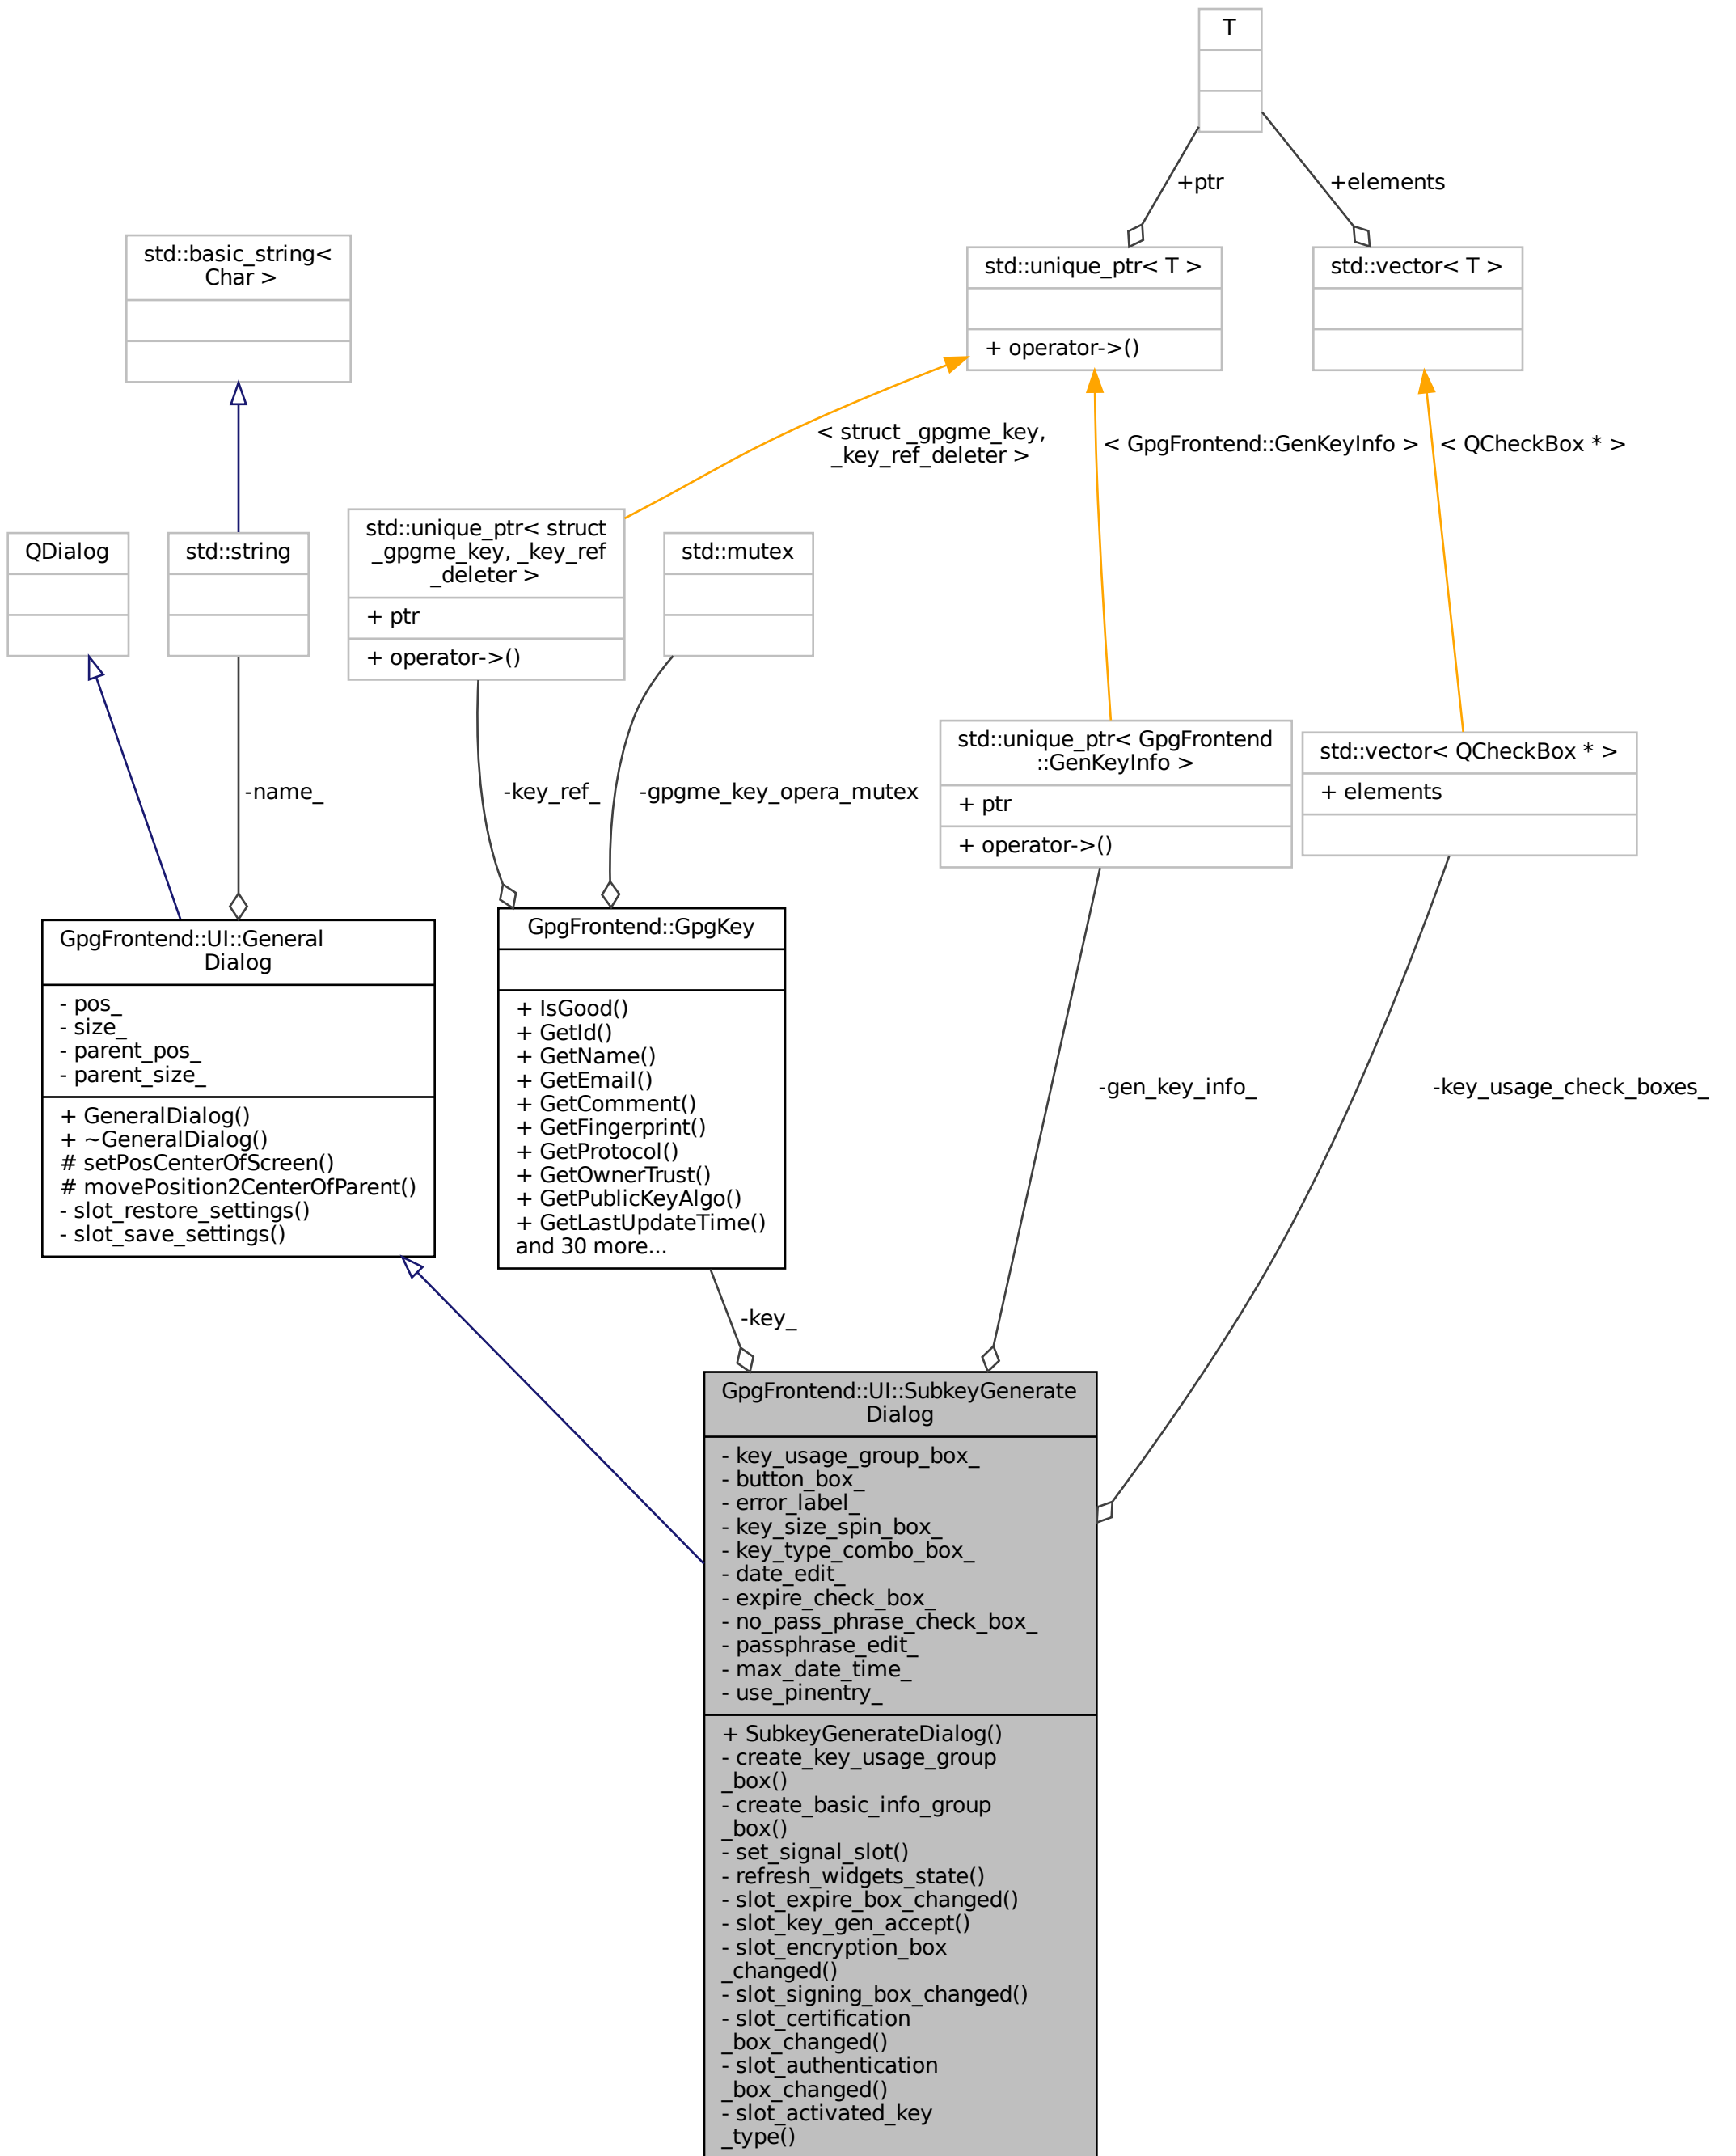 T
+ptr
+elements
std::basic_string<
Char >
std::unique_ptr< T >
+ operator->()
std::vector< T >
< struct _gpgme_key,
_key_ref_deleter >
< GpgFrontend::GenKeyInfo >
< QCheckBox * >
QDialog
std::string
std::unique_ptr< struct
_gpgme_key, _key_ref
_deleter >
+ ptr
+ operator->()
std::mutex
std::unique_ptr< GpgFrontend
::GenKeyInfo >
+ ptr
+ operator->()
std::vector< QCheckBox * >
+ elements
-name_
-key_ref_
-gpgme_key_opera_mutex
GpgFrontend::UI::General
Dialog
- pos_
- size_
- parent_pos_
- parent_size_
+ GeneralDialog()
+ ~GeneralDialog()
# setPosCenterOfScreen()
# movePosition2CenterOfParent()
- slot_restore_settings()
- slot_save_settings()
GpgFrontend::GpgKey
+ IsGood()
+ GetId()
+ GetName()
+ GetEmail()
+ GetComment()
+ GetFingerprint()
+ GetProtocol()
+ GetOwnerTrust()
+ GetPublicKeyAlgo()
+ GetLastUpdateTime()
and 30 more...
-gen_key_info_
-key_usage_check_boxes_
-key_
GpgFrontend::UI::SubkeyGenerate
Dialog
- key_usage_group_box_
- button_box_
- error_label_
- key_size_spin_box_
- key_type_combo_box_
- date_edit_
- expire_check_box_
- no_pass_phrase_check_box_
- passphrase_edit_
- max_date_time_
- use_pinentry_
+ SubkeyGenerateDialog()
- create_key_usage_group
_box()
- create_basic_info_group
_box()
- set_signal_slot()
- refresh_widgets_state()
- slot_expire_box_changed()
- slot_key_gen_accept()
- slot_encryption_box
_changed()
- slot_signing_box_changed()
- slot_certification
_box_changed()
- slot_authentication
_box_changed()
- slot_activated_key
_type()